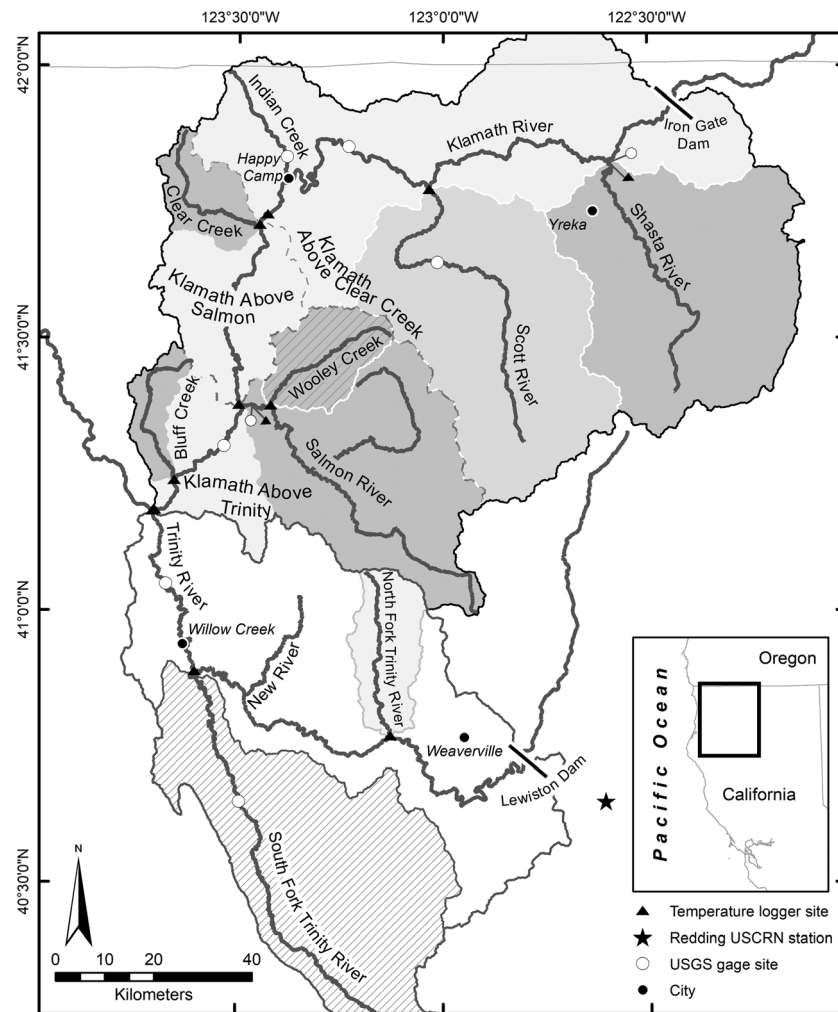 123°30'0"W
123°0'0"W
122°30'0"W
42°0'0"N
41°30'0"N
41°0'0"N
40°30'0"N
Indian Creek
Klamath River
Iron Gate
Dam
Happy
Camp
Clear Creek
Yreka
Shasta River
Klamath
Above Clear Creek
Klamath Above
Salmon
Scott River
Wooley Creek
Bluff Creek
Salmon River
Klamath Above
Trinity
Trinity River
North Fork Trinity River
Willow Creek
New River
Weaverville
Lewiston Dam
South Fork Trinity River
Oregon
Pacific Ocean
California
N
0 10 20 40
Kilometers
Temperature logger site
Redding USCRN station
USGS gage site
City